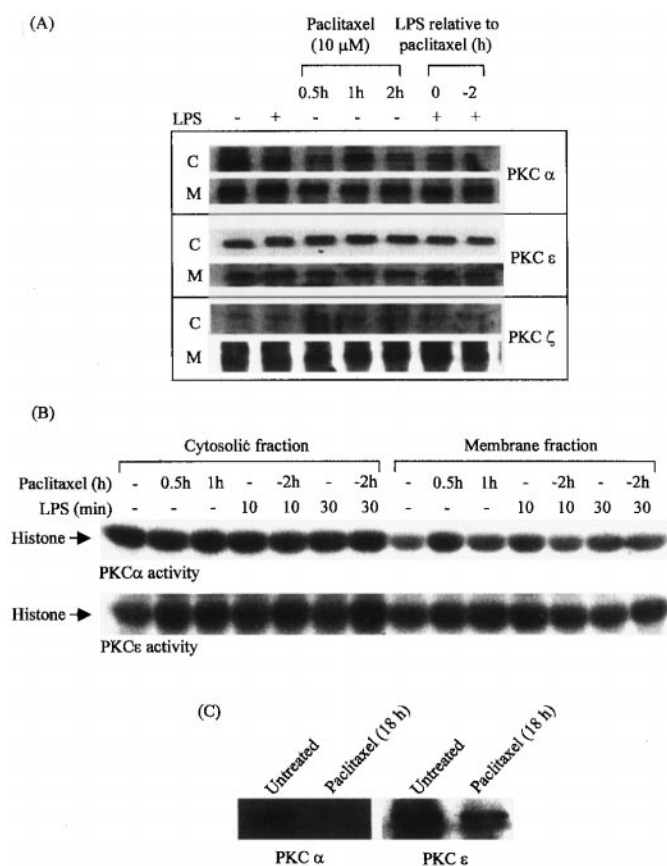 (A)
Paclitaxel (10 µM)
LPS relative to paclitaxel (h)
0.5h 1h 2h 0 -2
LPS - + - - - + +
C
M
PKC α
C
M
PKC ε
C
M
PKC ζ
(B)
Cytosolic fraction Membrane fraction
Paclitaxel (h) - 0.5h 1h - -2h - -2h - 0.5h 1h - -2h - -2h
LPS (min) - - - 10 10 30 30 - - - 10 10 30 30
Histone
PKCα activity
Histone
PKCε activity
(C)
Untreated
Paclitaxel (18 h)
Untreated
Paclitaxel (18 h)
PKC α PKC ε